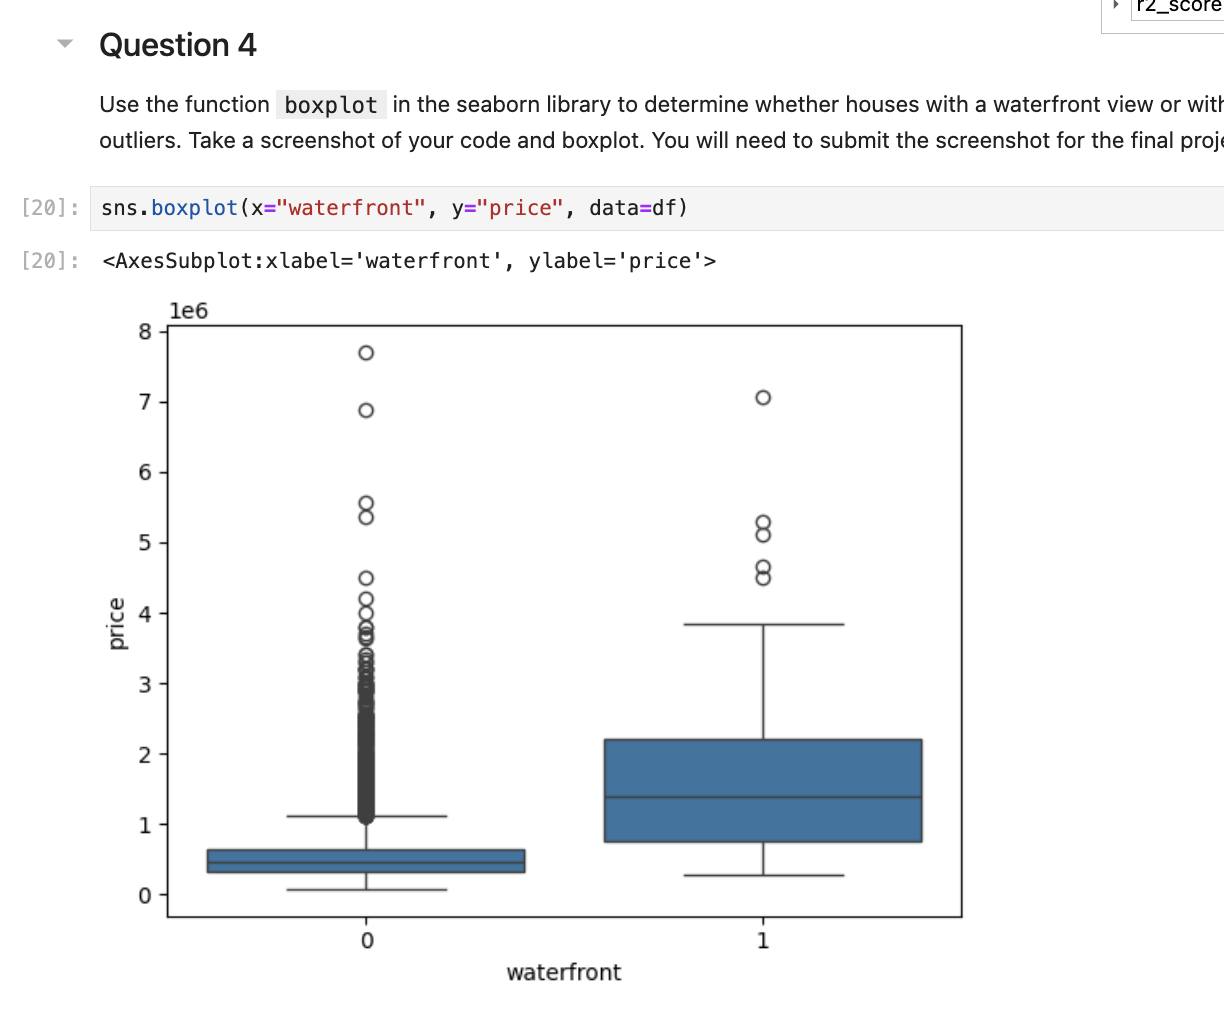 r2_score
Question 4
Use the function boxplot in the seaborn library to determine whether houses with a waterfront view or with
outliers. Take a screenshot of your code and boxplot. You will need to submit the screenshot for the final proje
[20]: sns.boxplot(x="waterfront", y="price", data=df)
[20]: <AxesSubplot:xlabel='waterfront', ylabel='price'>
1e6
8
7
6
5
4
price
3
2
1
0
0 1
waterfront